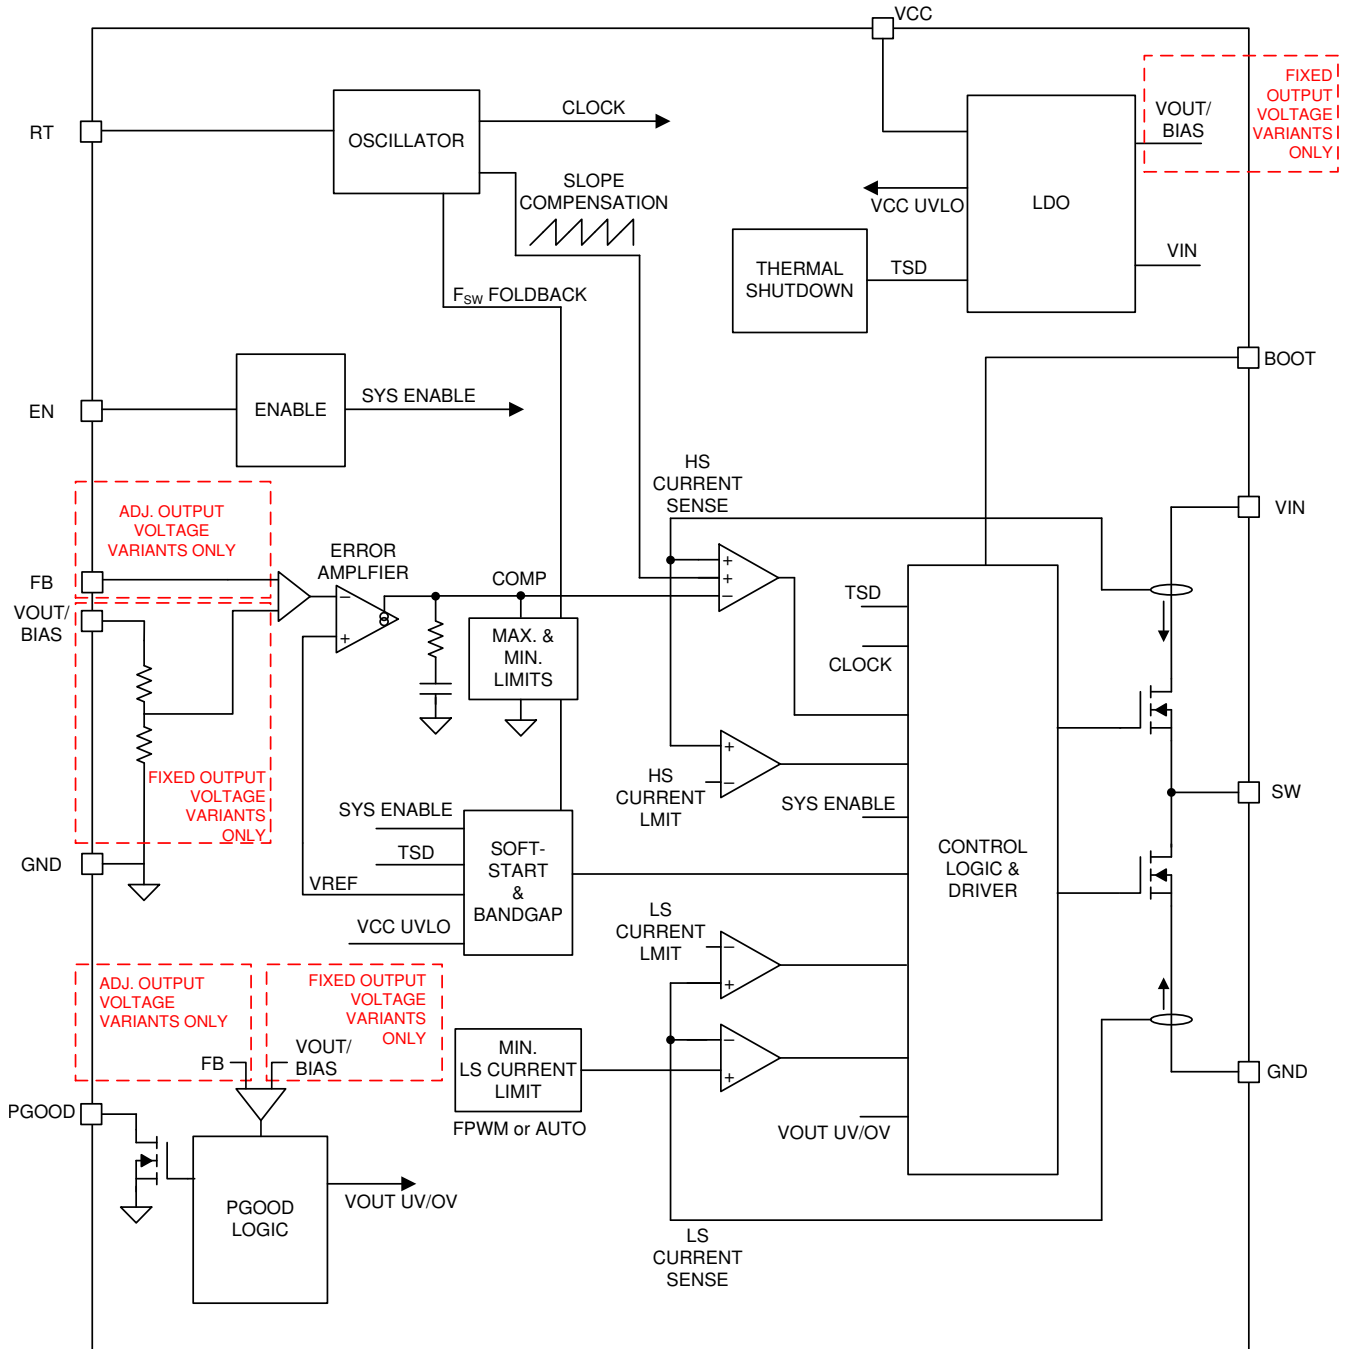 VCC
FIXED
OUTPUT
VOLTAGE
VARIANTS
ONLY
VOUT/
BIAS
RT
OSCILLATOR
CLOCK
SLOPE
COMPENSATION
VCC UVLO
LDO
THERMAL
SHUTDOWN
TSD
VIN
FSW FOLDBACK
BOOT
EN
ENABLE
SYS ENABLE
HS
CURRENT
SENSE
ADJ. OUTPUT
VOLTAGE
VARIANTS ONLY
VIN
ERROR
AMPLFIER
FB
COMP
VOUT/
BIAS
−
+
+
+
−
MAX. &
MIN.
LIMITS
TSD
CLOCK
FIXED OUTPUT
VOLTAGE
VARIANTS
ONLY
+
−
HS
CURRENT
LMIT
SYS ENABLE
SW
SYS ENABLE
TSD
VREF
VCC UVLO
SOFT-
START
&
BANDGAP
CONTROL
LOGIC &
DRIVER
GND
LS
CURRENT
LMIT
−
+
ADJ. OUTPUT
VOLTAGE
VARIANTS ONLY
FIXED OUTPUT
VOLTAGE
VARIANTS
ONLY
FB
VOUT/
BIAS
MIN.
LS CURRENT
LIMIT
FPWM or AUTO
−
+
GND
PGOOD
VOUT UV/OV
PGOOD
LOGIC
VOUT UV/OV
LS
CURRENT
SENSE